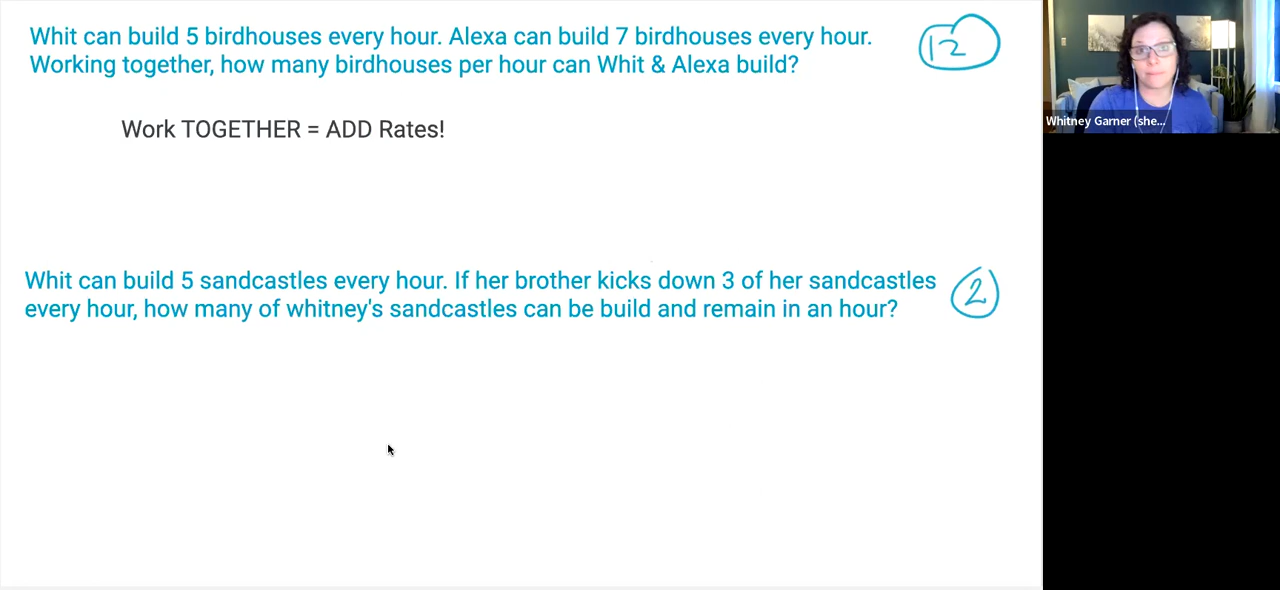 Whit can build 5 birdhouses every hour. Alexa can build 7 birdhouses every hour.
Working together, how many birdhouses per hour can Whit & Alexa build?
12
Work TOGETHER = ADD Rates!
Whit can build 5 sandcastles every hour. If her brother kicks down 3 of her sandcastles
every hour, how many of whitney's sandcastles can be build and remain in an hour?
2
Whitney Garner (she...